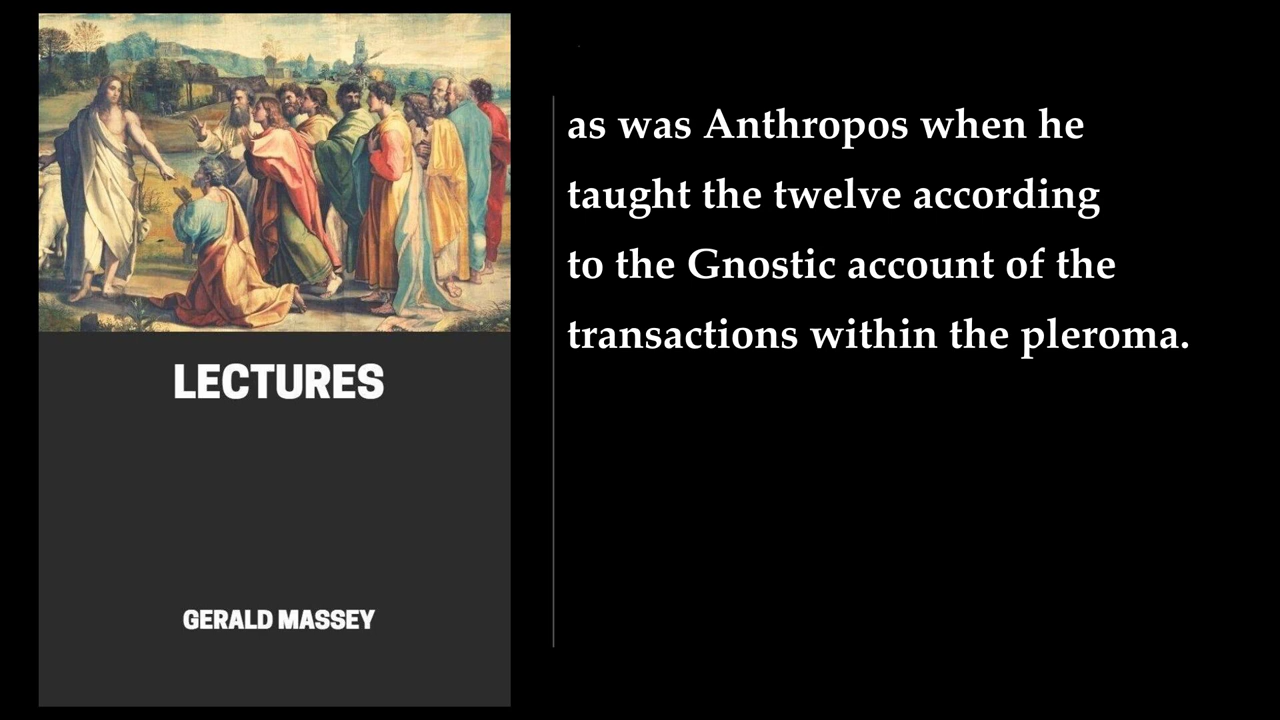 LECTURES
GERALD MASSEY
as was Anthropos when he
taught the twelve according
to the Gnostic account of the
transactions within the pleroma.